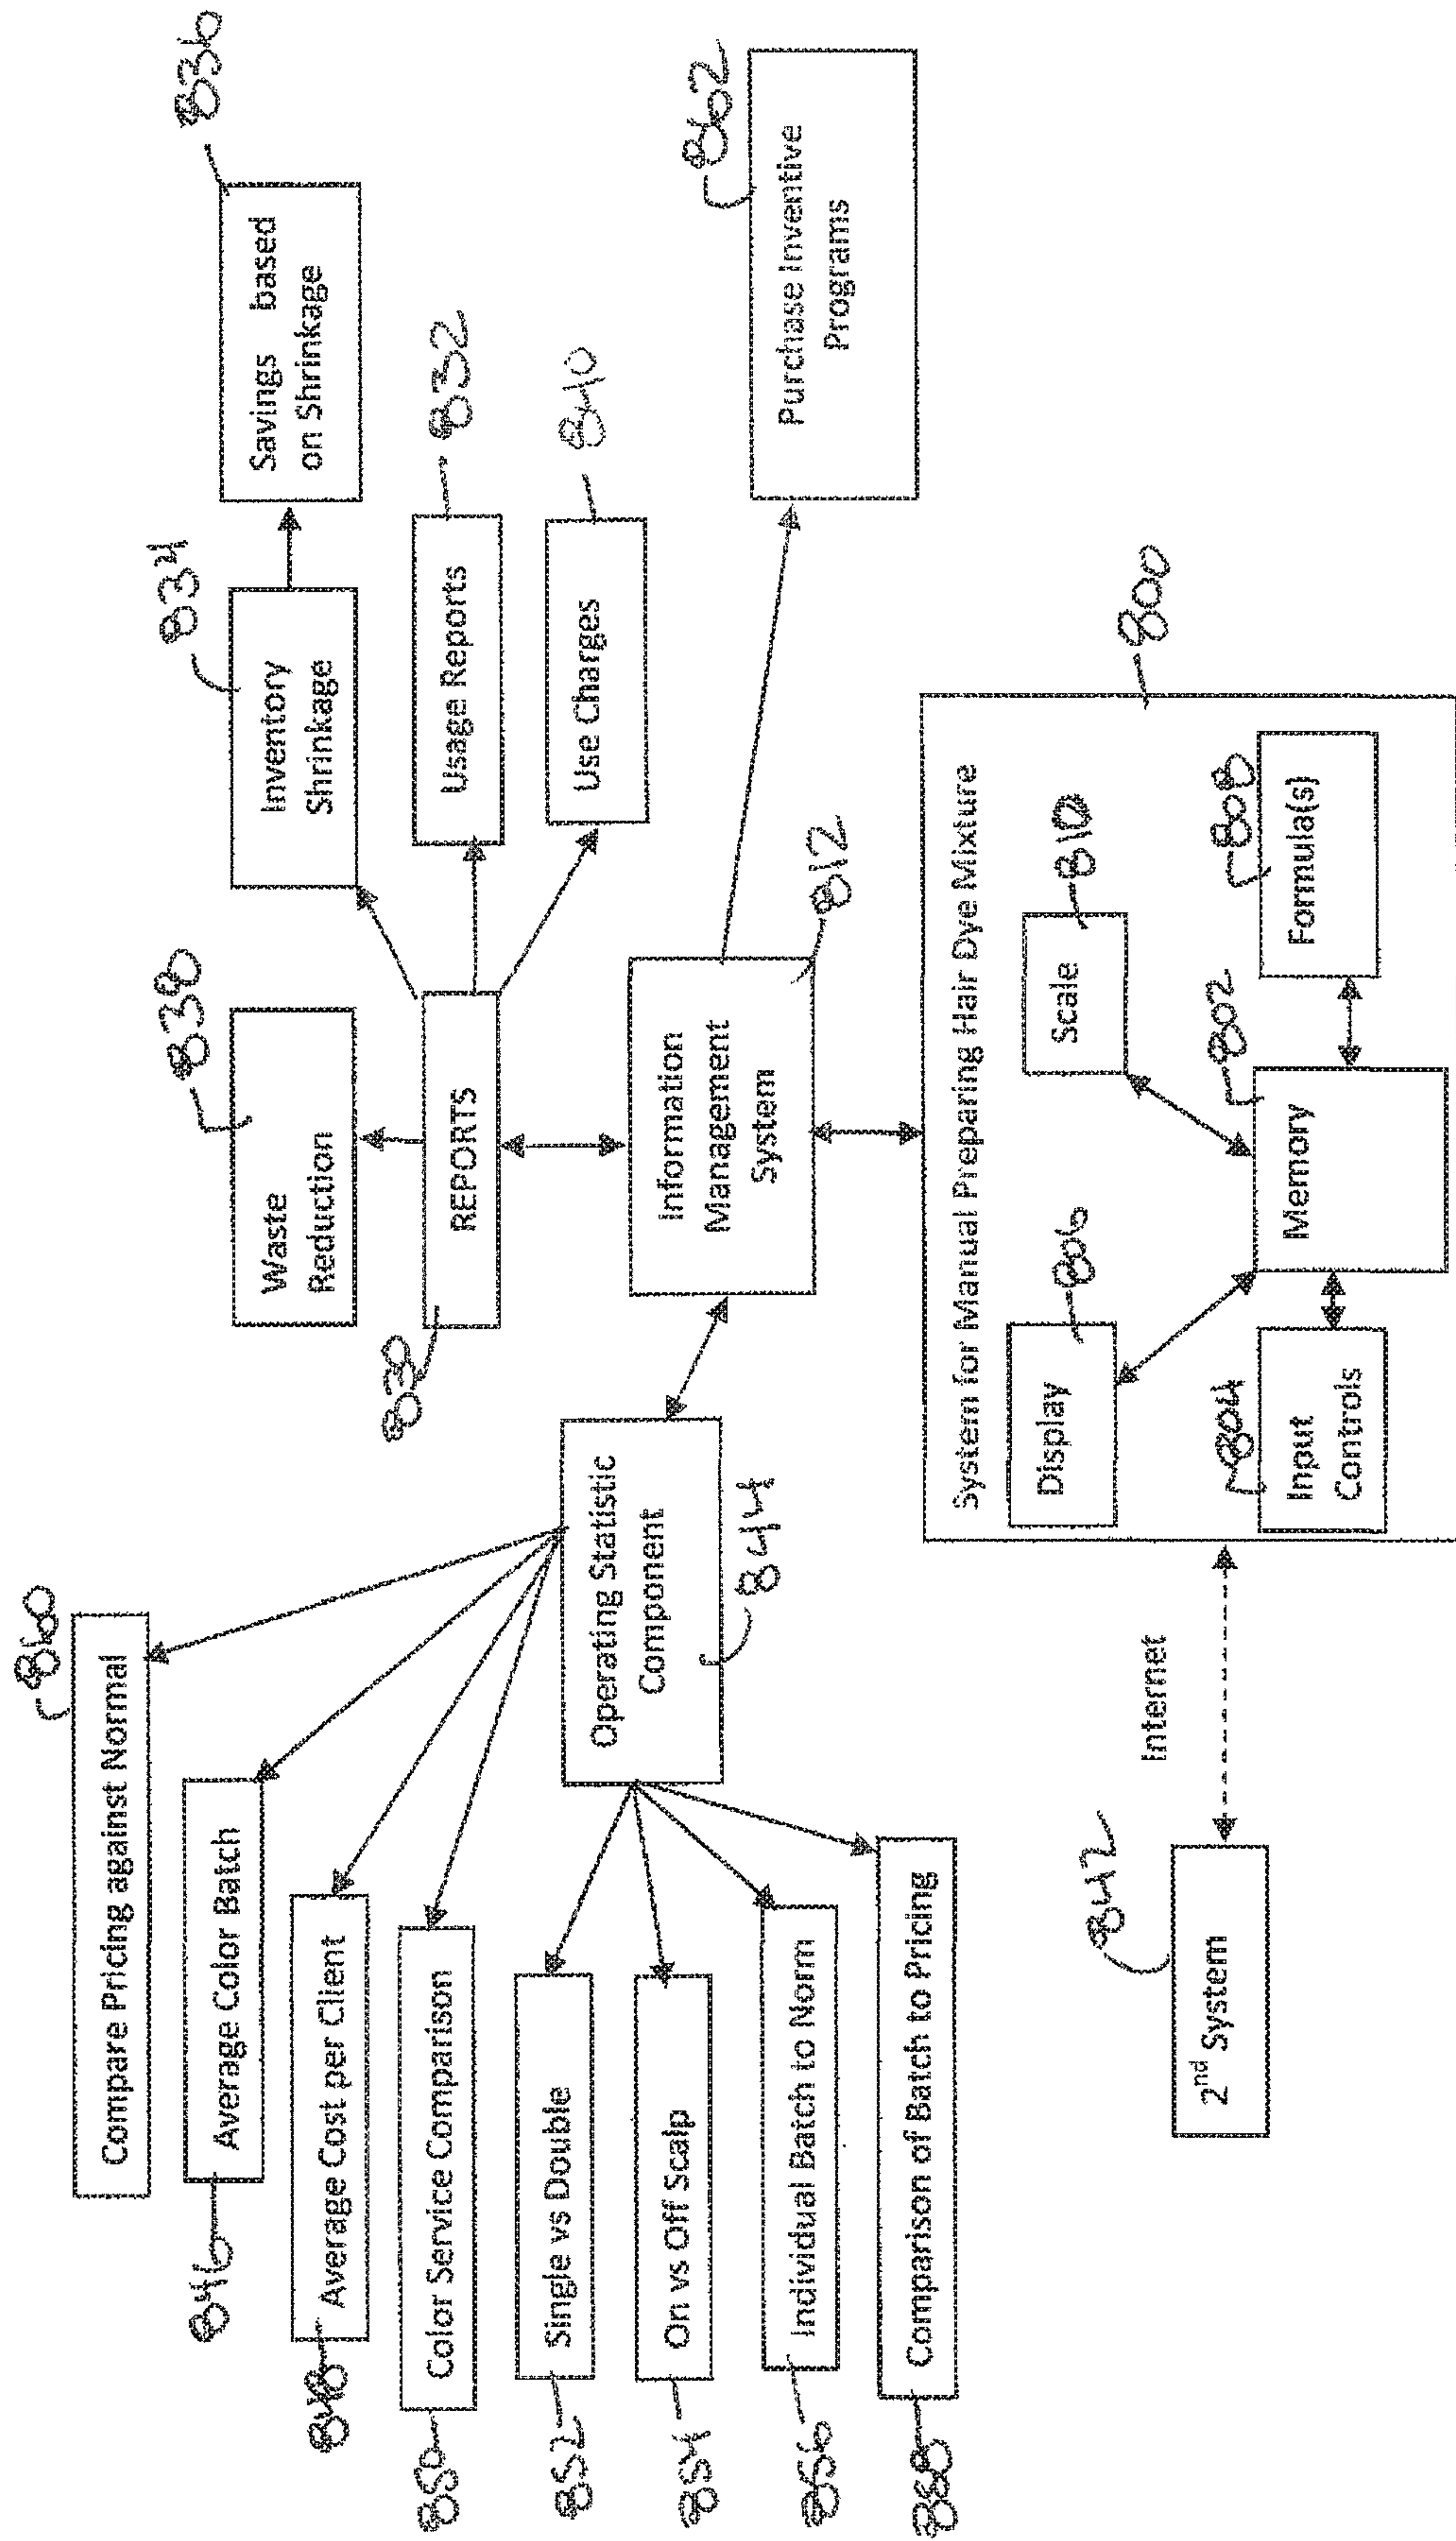 860
Compare Pricing against Normal
846
Average Color Batch
848
Average Cost per Client
850
Color Service Comparison
852
Single vs Double
854
On vs Off Scalp
856
Individual Batch to Norm
Comparison of Batch to Pricing
Operating Statistic
Component
844
838
Waste
Reduction
830
REPORTS
834
Inventory
Shrinkage
836
Savings based
on Shrinkage
Usage Reports
832
Use Charges
840
Information
Management
System
812
862
Purchase Inventive
Programs
842
2nd System
Internet
800
System for Manual Preparing Hair Dye Mixture
Display
806
Scale
810
804
Input
Controls
802
Memory
808
Formula(s)